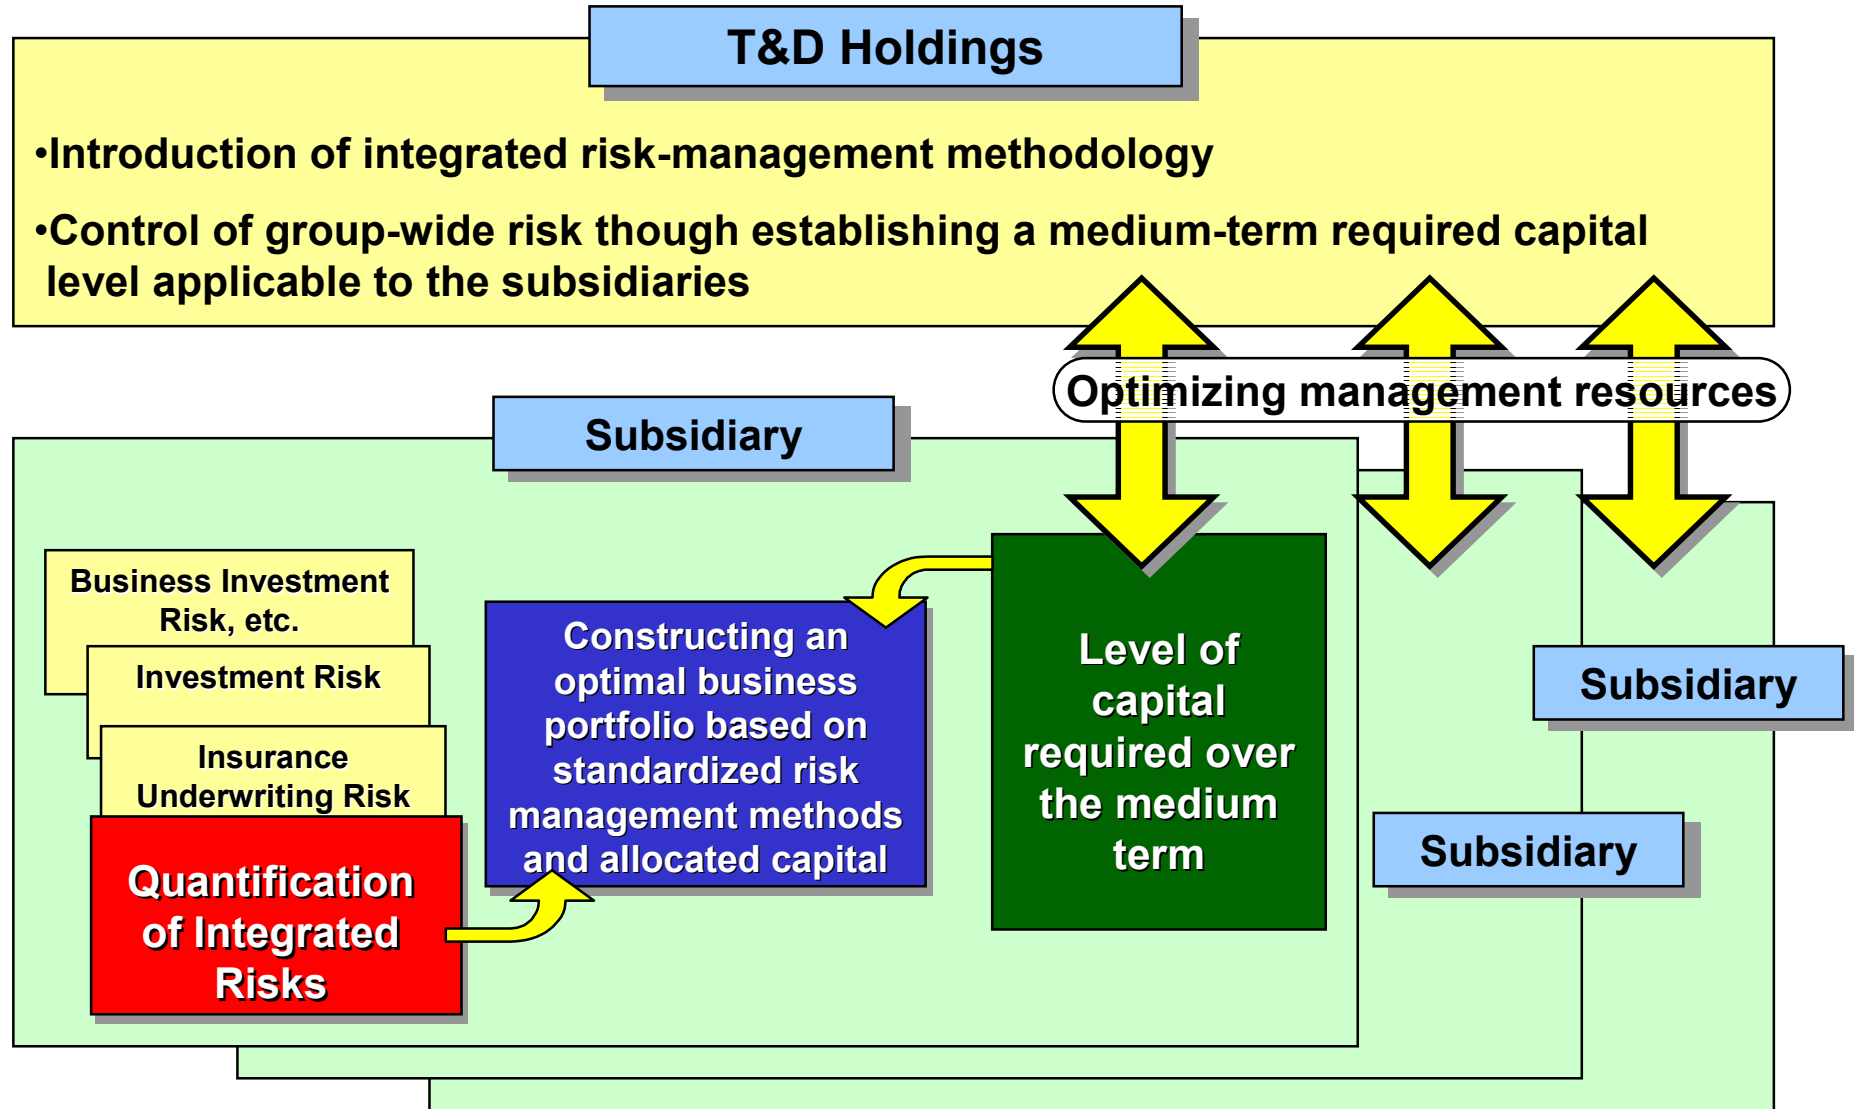 T&D Holdings
•Introduction of integrated risk-management methodology
•Control of group-wide risk though establishing a medium-term required capital
level applicable to the subsidiaries
Optimizing management resources
Subsidiary
Business Investment
Risk, etc.
Investment Risk
Insurance
Underwriting Risk
Quantification
of Integrated
Risks
Constructing an
optimal business
portfolio based on
standardized risk
management methods
and allocated capital
Level of
capital
required over
the medium
term
Subsidiary
Subsidiary